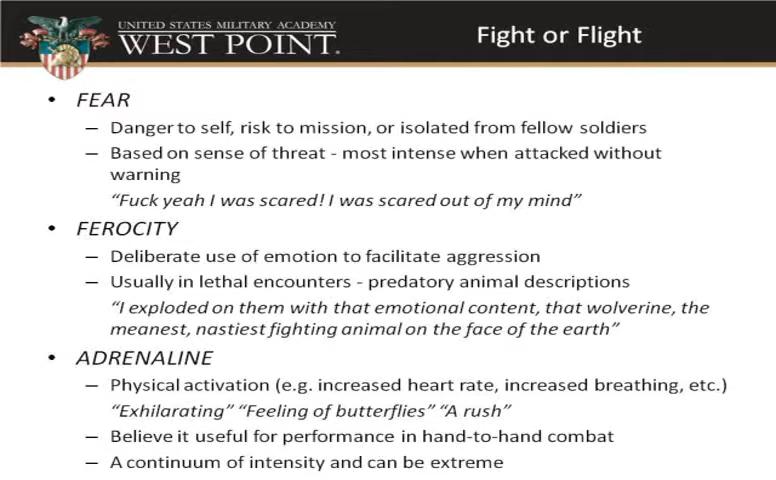 UNITED STATES MILITARY ACADEMY
WEST POINT.
Fight or Flight
• FEAR
– Danger to self, risk to mission, or isolated from fellow soldiers
– Based on sense of threat - most intense when attacked without
warning
“Fuck yeah I was scared! I was scared out of my mind”
• FEROCITY
– Deliberate use of emotion to facilitate aggression
– Usually in lethal encounters - predatory animal descriptions
“I exploded on them with that emotional content, that wolverine, the
meanest, nastiest fighting animal on the face of the earth”
• ADRENALINE
– Physical activation (e.g. increased heart rate, increased breathing, etc.)
“Exhilarating” “Feeling of butterflies” “A rush”
– Believe it useful for performance in hand-to-hand combat
– A continuum of intensity and can be extreme